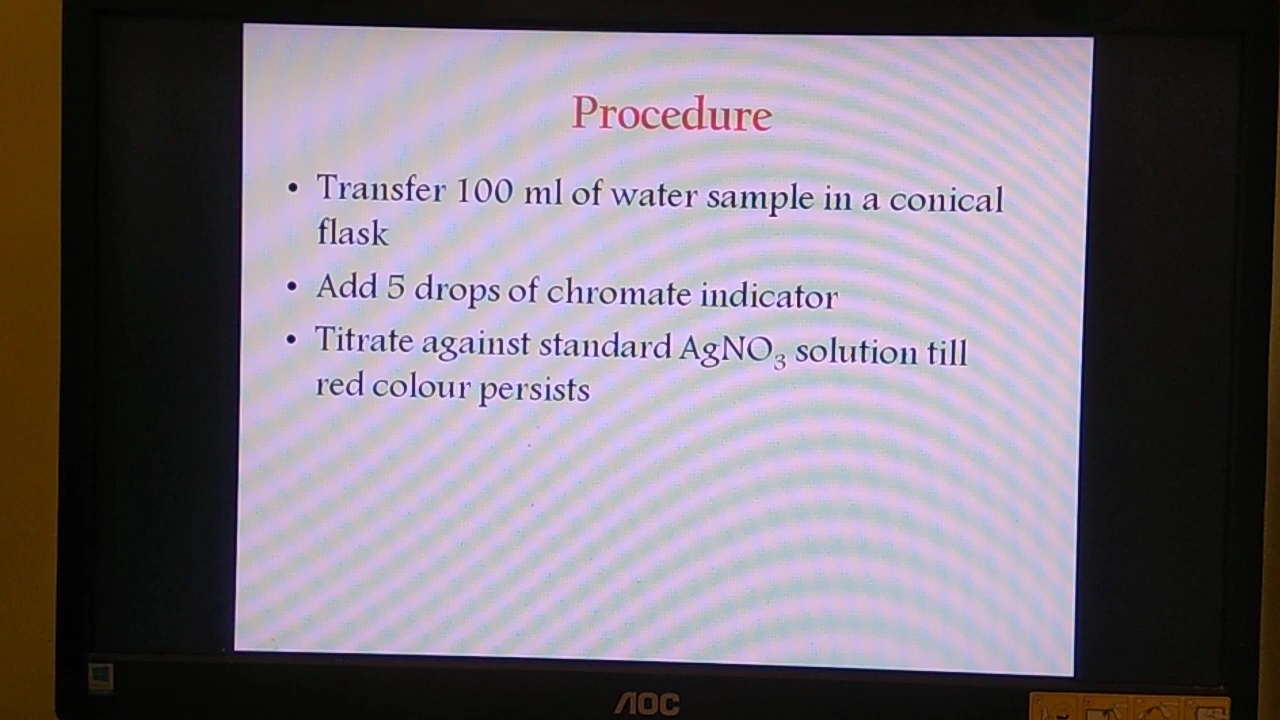 Procedure
• Transfer 100 ml of water sample in a conical
flask
• Add 5 drops of chromate indicator
• Titrate against standard AgNO₃ solution till
red colour persists
AOC